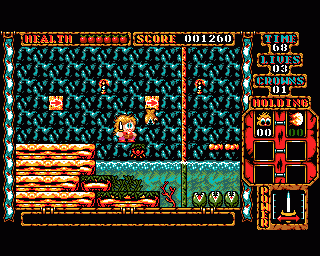 HEALTH SCORE 001260
TIME
68
LIVES
03
CROWNS
01
HOLDING
00 00
POWER